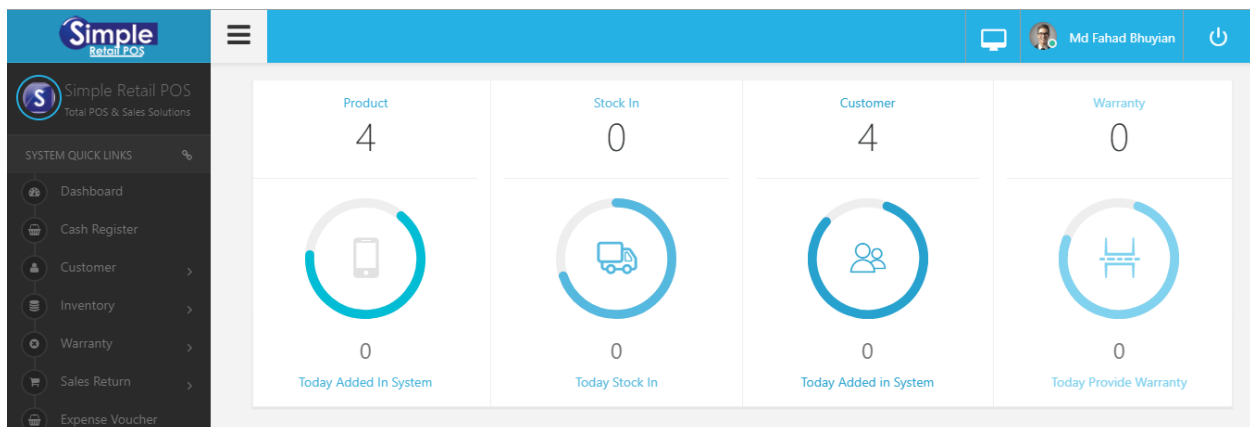 Simple
Retail POS
Md Fahad Bhuyian
S
Simple Retail POS
Total POS & Sales Solutions
SYSTEM QUICK LINKS
Dashboard
Cash Register
Customer
Inventory
Warranty
Sales Return
Expense Voucher
Product
4
0
Today Added In System
Stock In
0
0
Today Stock In
Customer
4
0
Today Added in System
Warranty
0
0
Today Provide Warranty